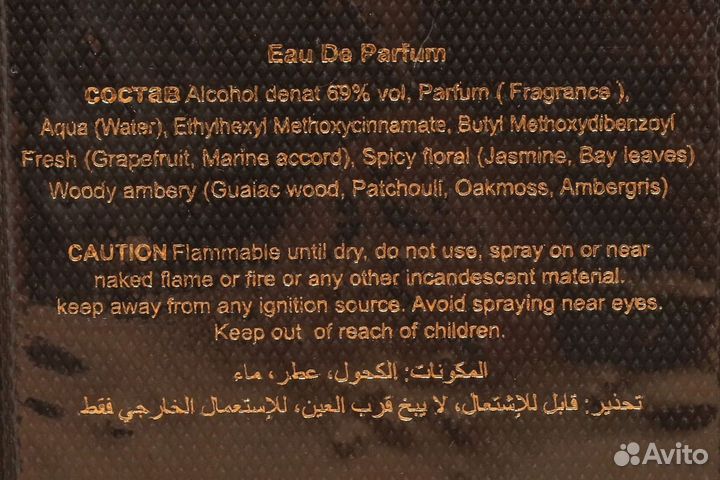 Eau De Parfum
СОСТаВ Alcohol denat 69% vol, Parfum ( Fragrance ),
Aqua (Water), Ethylhexyl Methoxycinnamate, Butyl Methoxydibenzoyl
Fresh (Grapefruit, Marine accord), Spicy floral (Jasmine, Bay leaves)
Woody ambery (Guaiac wood, Patchouli, Oakmoss, Ambergris)
CAUTION Flammable until dry, do not use, spray on or near
naked flame or fire or any other incandescent material.
keep away from any ignition source. Avoid spraying near eyes.
Keep out of reach of children.
المكونات: الكحول، عطر، ماء
تحذير: قابل للإشتعال، لا يبخ قرب العين، للإستعمال الخارجي فقط
Avito